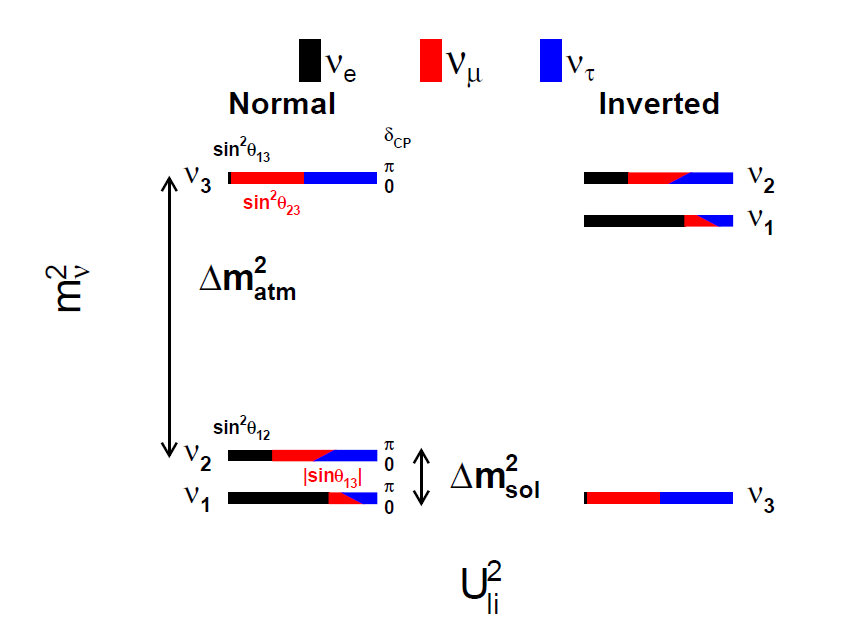 νe νμ ντ
Normal Inverted
δCP
sin²θ13
ν3 π
0
sin²θ23
ν2
ν1
Δm²atm
m²ν
sin²θ12
ν2 π
0
|sinθ13|
ν1 π
0
Δm²sol
ν3
U²li